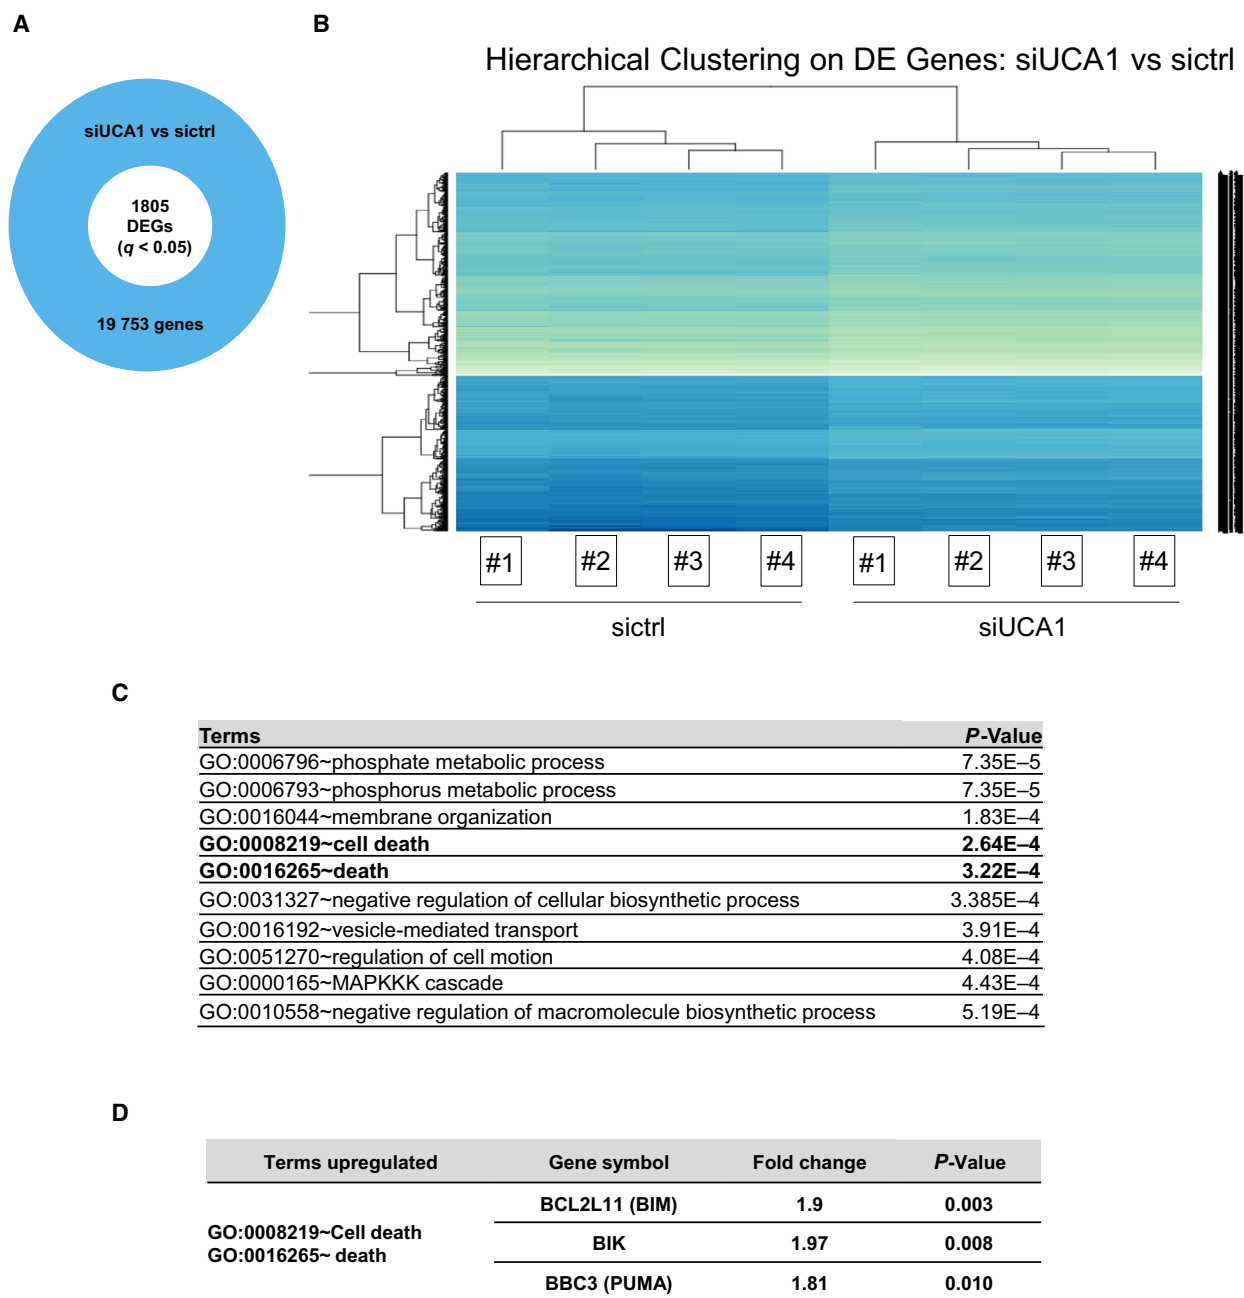 A
siUCA1 vs sictrl
1805
DEGs
(q < 0.05)
19 753 genes
B
Hierarchical Clustering on DE Genes: siUCA1 vs sictrl
#1 #2 #3 #4 #1 #2 #3 #4
sictrl siUCA1
C
Terms P-Value
GO:0006796~phosphate metabolic process 7.35E–5
GO:0006793~phosphorus metabolic process 7.35E–5
GO:0016044~membrane organization 1.83E–4
GO:0008219~cell death 2.64E–4
GO:0016265~death 3.22E–4
GO:0031327~negative regulation of cellular biosynthetic process 3.385E–4
GO:0016192~vesicle-mediated transport 3.91E–4
GO:0051270~regulation of cell motion 4.08E–4
GO:0000165~MAPKKK cascade 4.43E–4
GO:0010558~negative regulation of macromolecule biosynthetic process 5.19E–4
D
Terms upregulated Gene symbol Fold change P-Value
BCL2L11 (BIM) 1.9 0.003
GO:0008219~Cell death
GO:0016265~ death
BIK 1.97 0.008
BBC3 (PUMA) 1.81 0.010